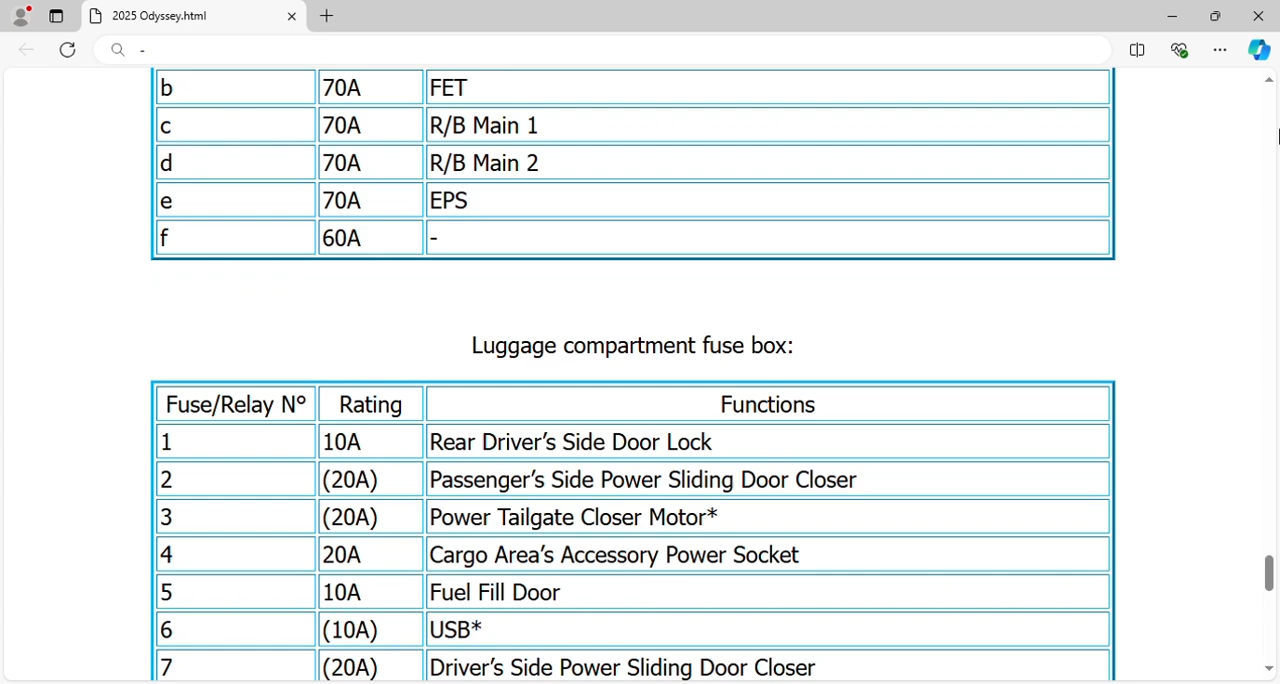 2025 Odyssey.html
-
b 70A FET
c 70A R/B Main 1
d 70A R/B Main 2
e 70A EPS
f 60A -
Luggage compartment fuse box:
Fuse/Relay N° Rating Functions
1 10A Rear Driver’s Side Door Lock
2 (20A) Passenger’s Side Power Sliding Door Closer
3 (20A) Power Tailgate Closer Motor*
4 20A Cargo Area’s Accessory Power Socket
5 10A Fuel Fill Door
6 (10A) USB*
7 (20A) Driver’s Side Power Sliding Door Closer